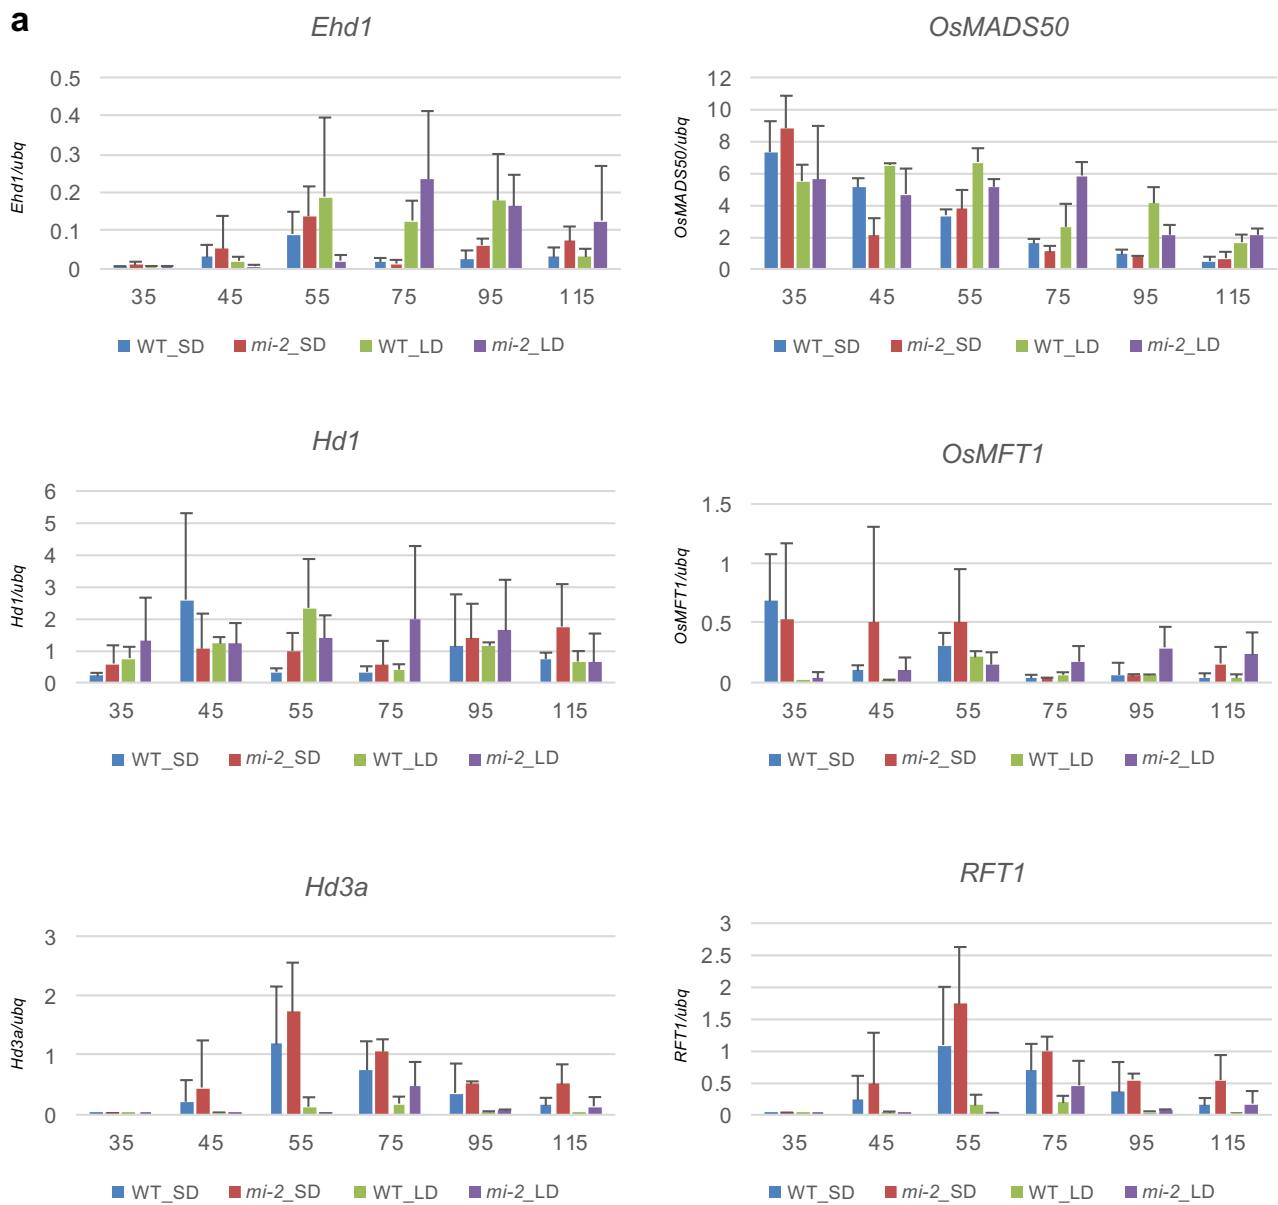 a
Ehd1
Ehd1/ubq
0.5
0.4
0.3
0.2
0.1
0
35 45 55 75 95 115
WT_SD mi-2_SD WT_LD mi-2_LD
OsMADS50
OsMADS50/ubq
12
10
8
6
4
2
0
35 45 55 75 95 115
WT_SD mi-2_SD WT_LD mi-2_LD
Hd1
Hd1/ubq
6
5
4
3
2
1
0
35 45 55 75 95 115
WT_SD mi-2_SD WT_LD mi-2_LD
OsMFT1
OsMFT1/ubq
1.5
1
0.5
0
35 45 55 75 95 115
WT_SD mi-2_SD WT_LD mi-2_LD
Hd3a
Hd3a/ubq
3
2
1
0
35 45 55 75 95 115
WT_SD mi-2_SD WT_LD mi-2_LD
RFT1
RFT1/ubq
3
2.5
2
1.5
1
0.5
0
35 45 55 75 95 115
WT_SD mi-2_SD WT_LD mi-2_LD